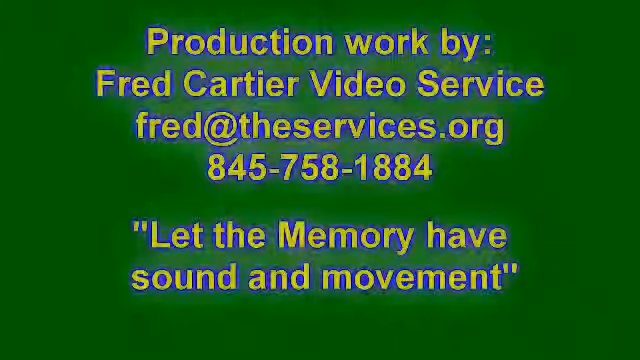 Production work by:
Fred Cartier Video Service
fred@theservices.org
845-758-1884
"Let the Memory have
sound and movement"